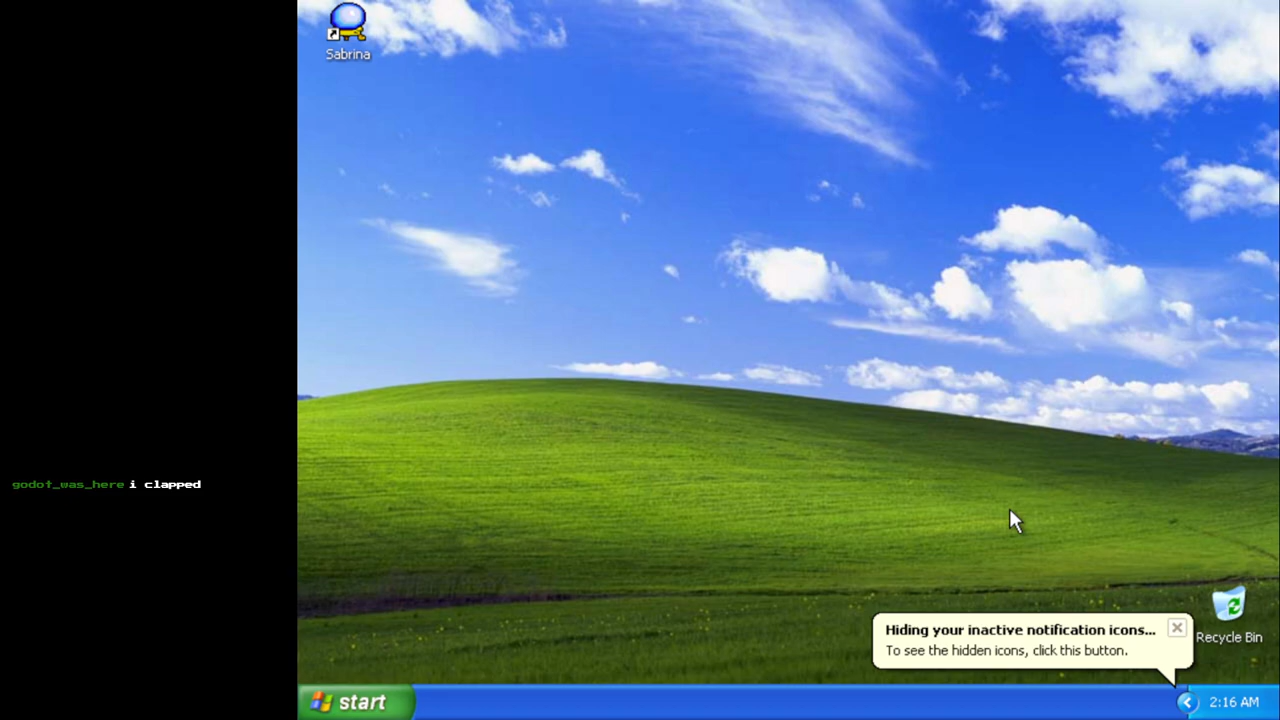 Sabrina
godot_was_here i clapped
Hiding your inactive notification icons...
To see the hidden icons, click this button.
Recycle Bin
start
2:16 AM